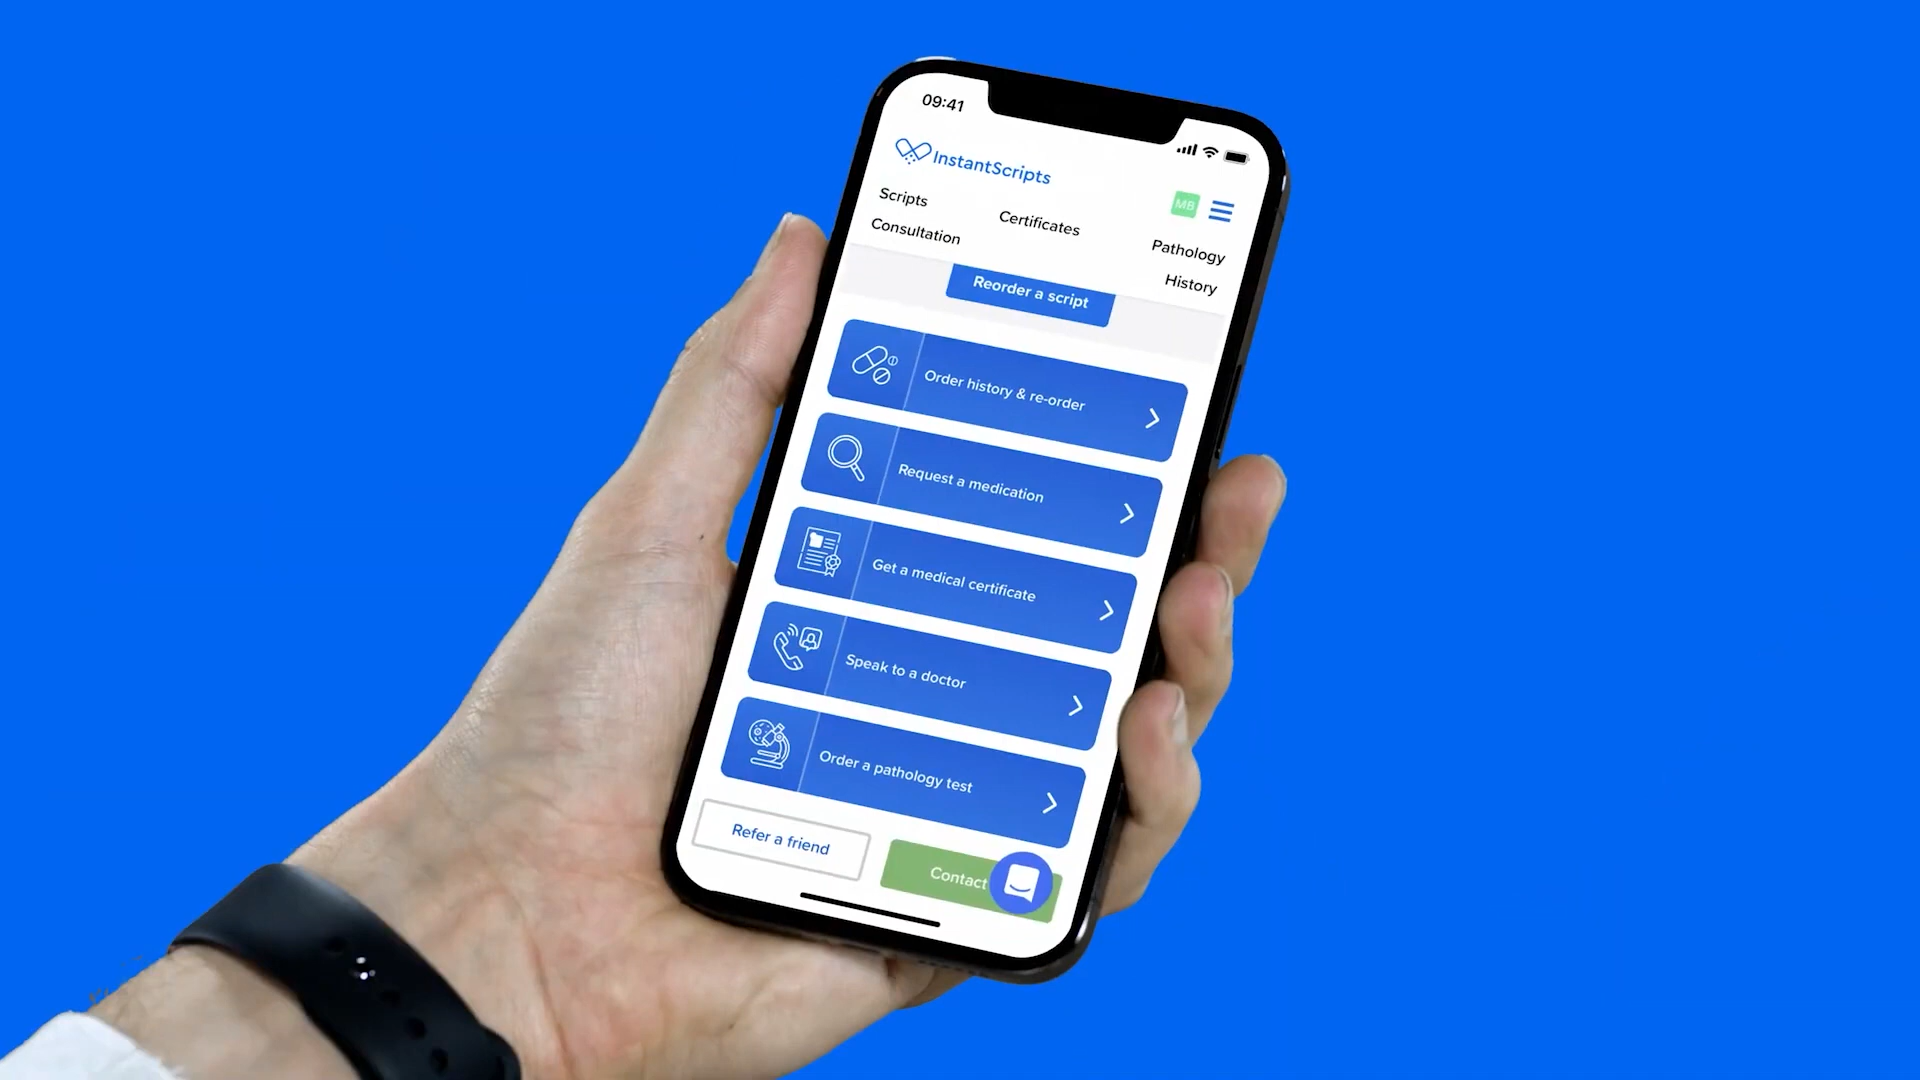 09:41
InstantScripts
MB
Scripts
Certificates
Pathology
Consultation
History
Reorder a script
Order history & re-order
Request a medication
Get a medical certificate
Speak to a doctor
Order a pathology test
Refer a friend
Contact